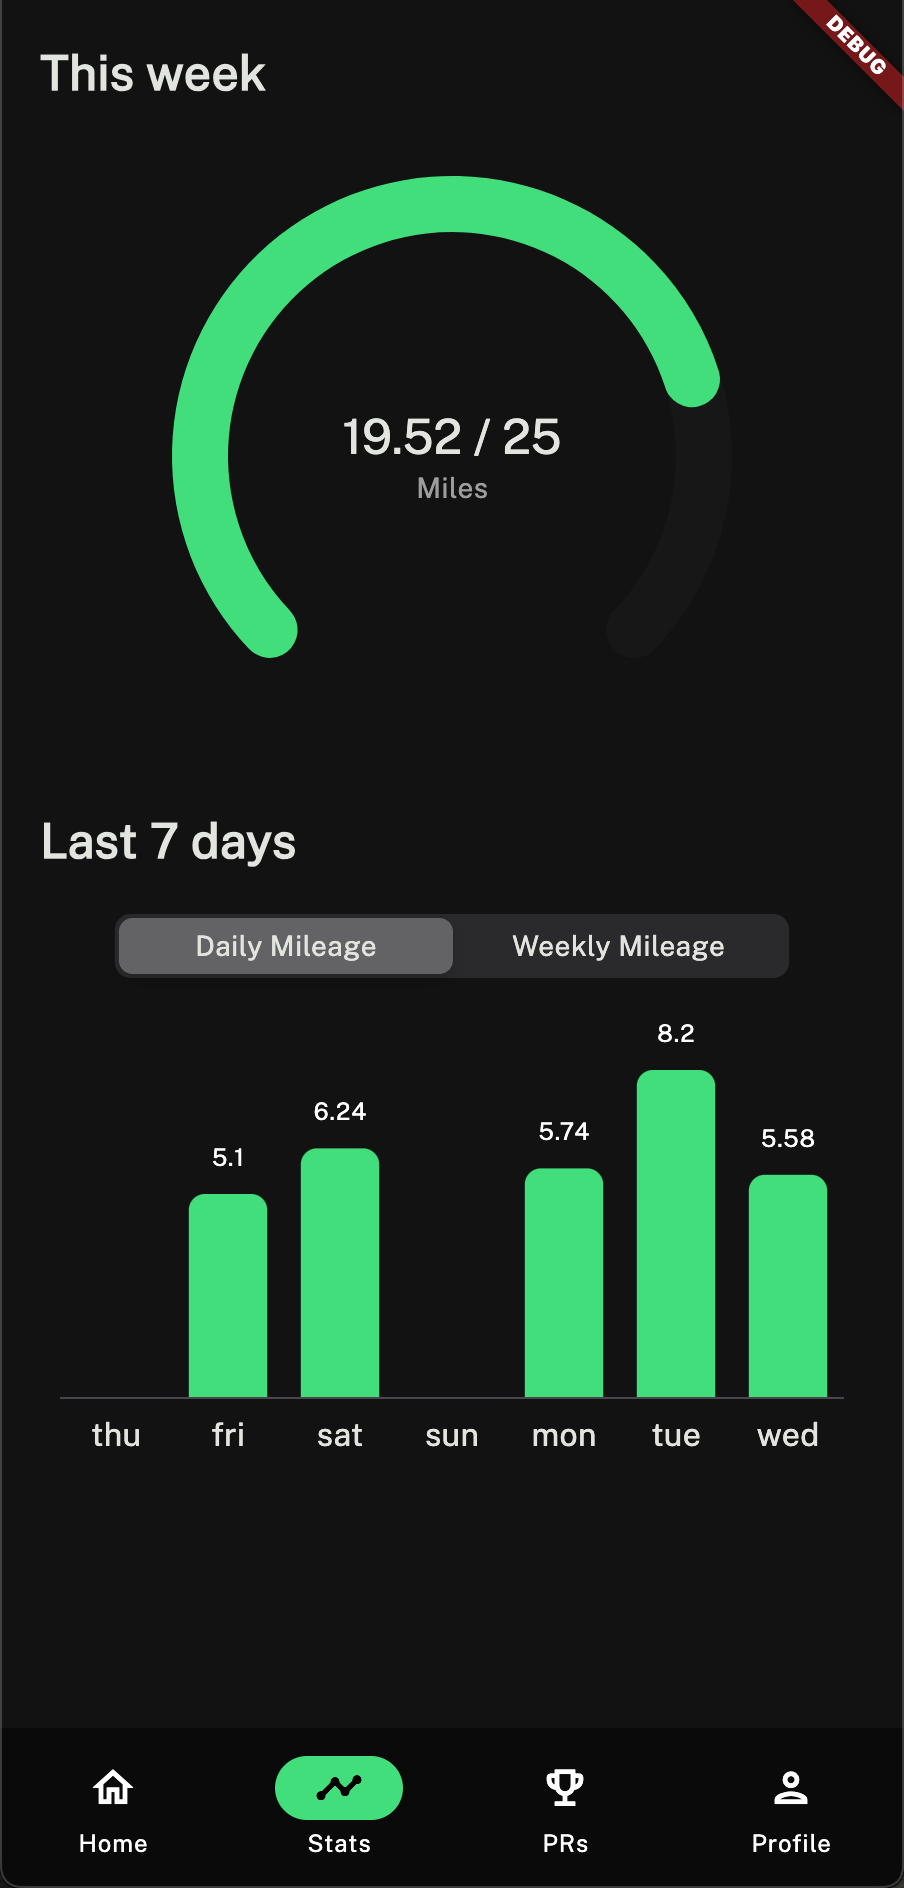 DEBUG
This week
19.52 / 25
Miles
Last 7 days
Daily Mileage Weekly Mileage
8.2
6.24
5.74
5.58
5.1
thu fri sat sun mon tue wed
Home Stats PRs Profile